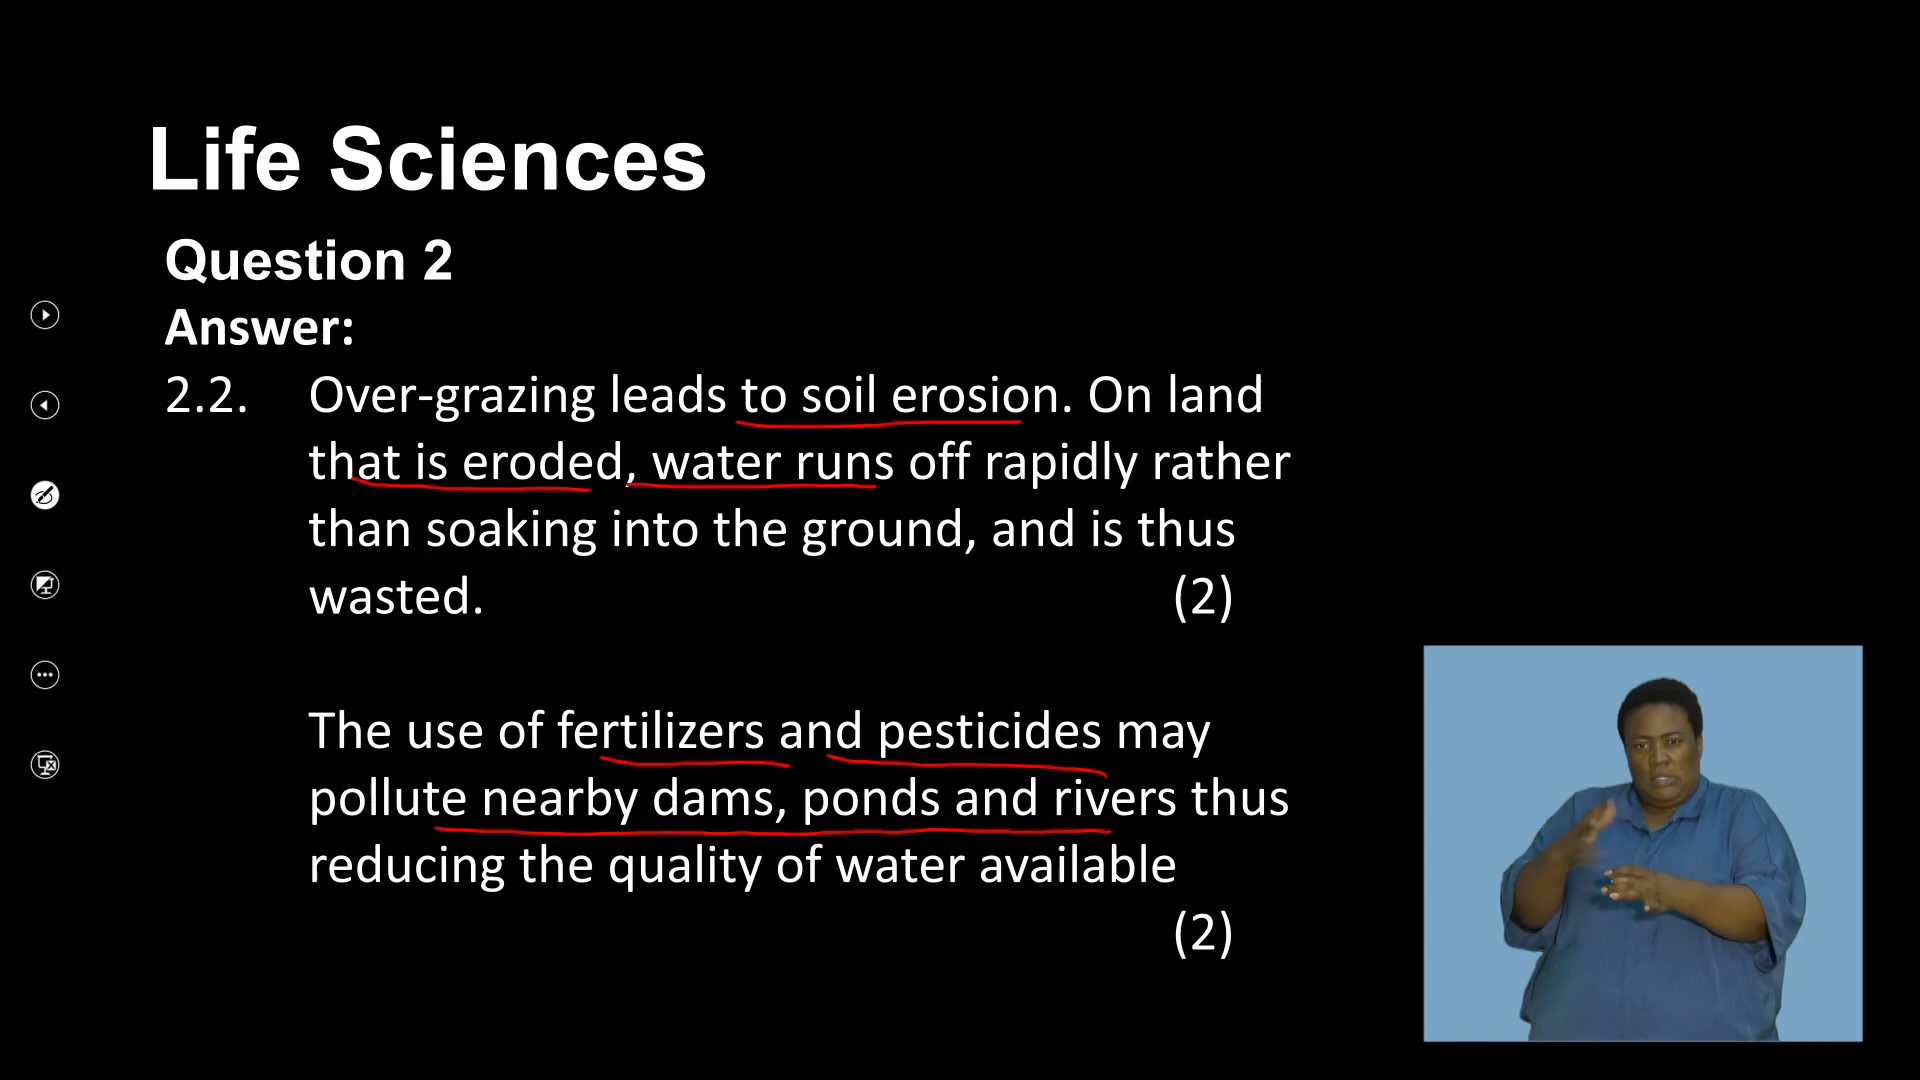 Life Sciences
Question 2
Answer:
2.2. Over-grazing leads to soil erosion. On land
that is eroded, water runs off rapidly rather
than soaking into the ground, and is thus
wasted. (2)
The use of fertilizers and pesticides may
pollute nearby dams, ponds and rivers thus
reducing the quality of water available
(2)